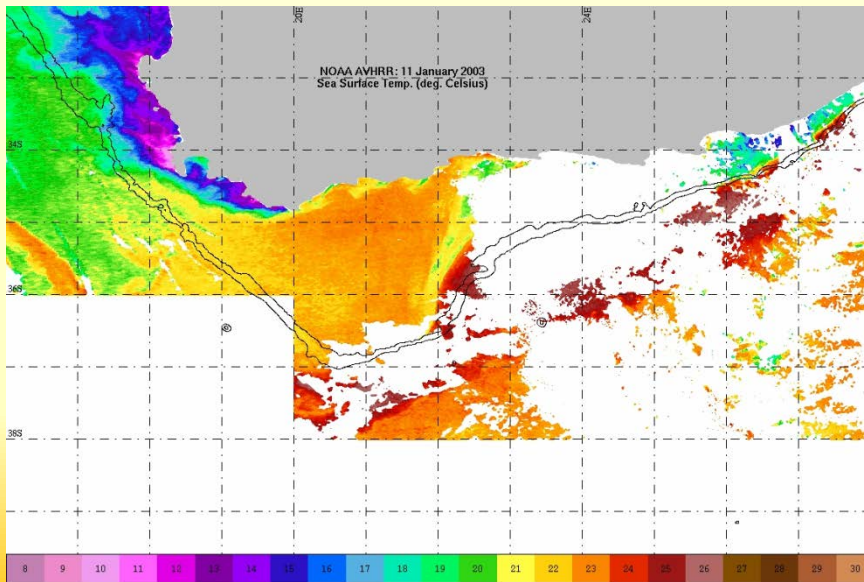 20E
24E
NOAA AVHRR: 11 January 2003
Sea Surface Temp. (deg. Celsius)
34S
36S
38S
8 9 10 11 12 13 14 15 16 17 18 19 20 21 22 23 24 25 26 27 28 29 30